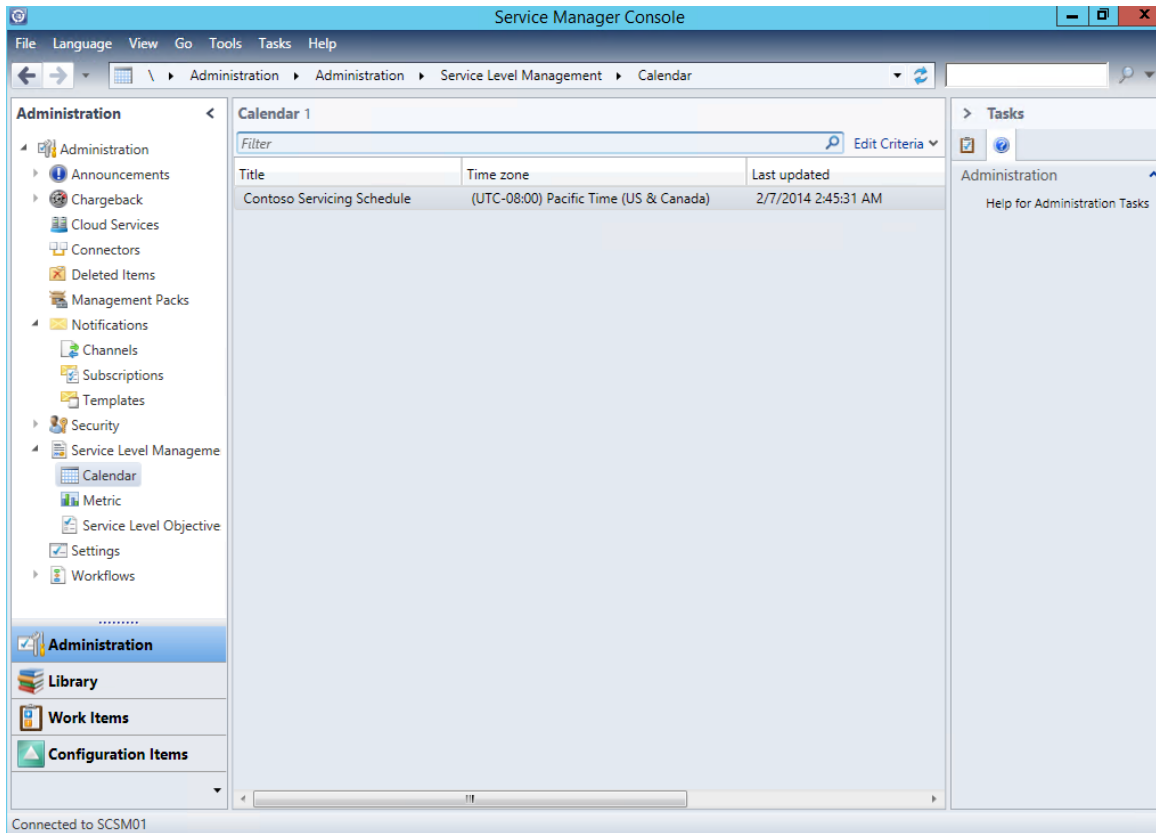 Service Manager Console
File Language View Go Tools Tasks Help
\ Administration Administration Service Level Management Calendar
Administration
Administration
Announcements
Chargeback
Cloud Services
Connectors
Deleted Items
Management Packs
Notifications
Channels
Subscriptions
Templates
Security
Service Level Manageme
Calendar
Metric
Service Level Objective
Settings
Workflows
Administration
Library
Work Items
Configuration Items
Calendar 1
Filter Edit Criteria
Title Time zone Last updated
Contoso Servicing Schedule (UTC-08:00) Pacific Time (US & Canada) 2/7/2014 2:45:31 AM
Tasks
Administration
Help for Administration Tasks
Connected to SCSM01